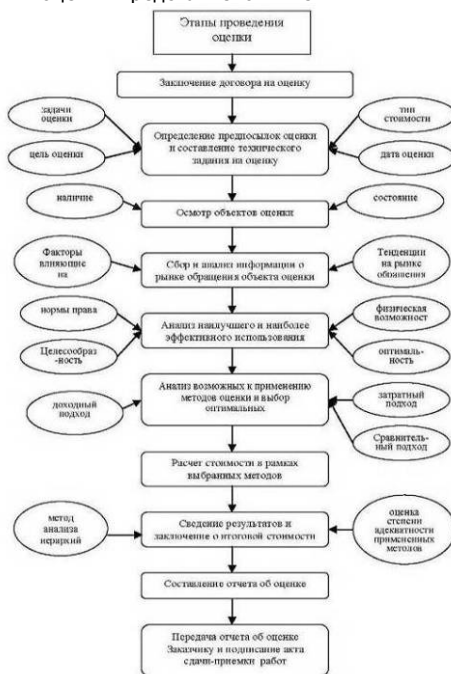 Этапы проведения
оценки
Заключение договора на оценку
задачи
оценки
тип
стоимости
Определение предпосылок оценки
и составление технического
задания на оценку
цель оценки
дата оценки
наличие
состояние
Осмотр объектов оценки
Факторы
влияющие
на
Сбор и анализ информации о
рынке обращения объекта оценки
Тенденции
на рынке
обращения
нормы права
физическая
возможност
Анализ наилучшего и наиболее
эффективного использования
Целесообраз
-ность
оптималь-
ность
Анализ возможных к применению
методов оценки и выбор
оптимальных
доходный
подход
затратный
подход
Сравнитель-
ный подход
Расчет стоимости в рамках
выбранных методов
метод
анализа
иерархий
Сведение результатов и
заключение о итоговой стоимости
оценка
степени
адекватности
примененных
методов
Составление отчета об оценке
Передача отчета об оценке
Заказчику и подписание акта
сдачи-приемки работ